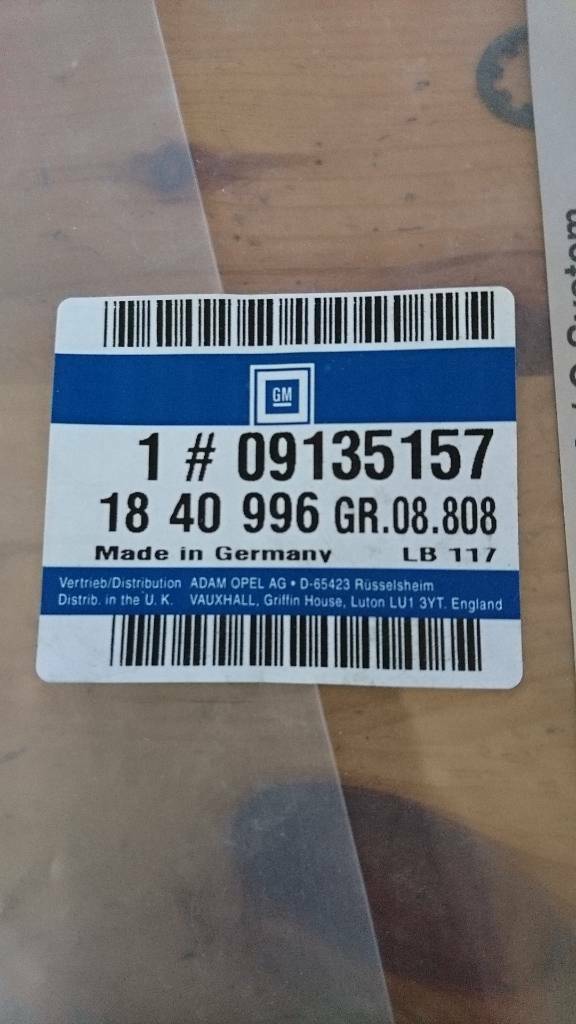 GM
1 # 09135157
18 40 996 GR.08.808
Made in Germany LB 117
Vertrieb/Distribution ADAM OPEL AG • D-65423 Rüsselsheim
Distrib. in the U. K. VAUXHALL, Griffin House, Luton LU1 3YT. England